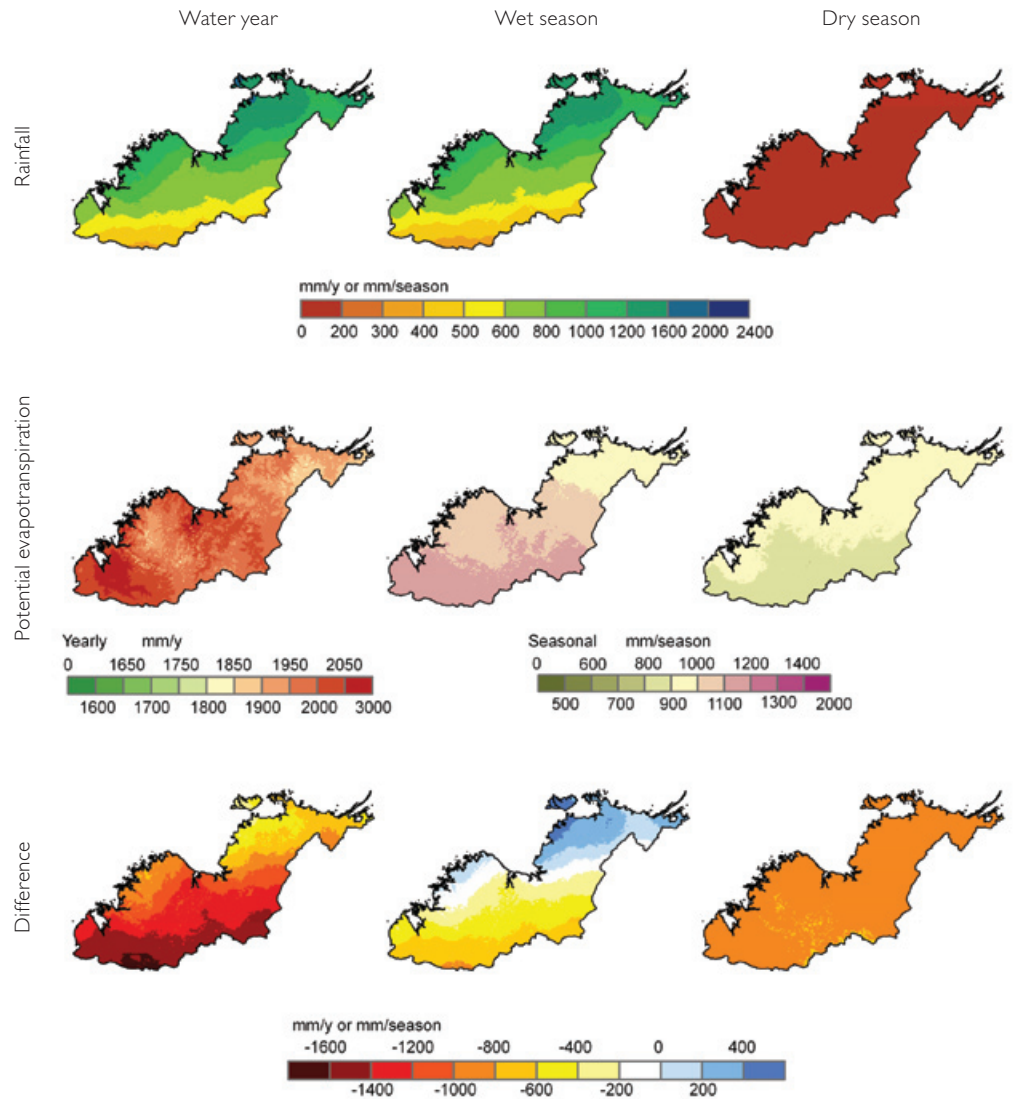 Water year Wet season Dry season
Rainfall
mm/y or mm/season
0 200 300 400 500 600 800 1000 1200 1600 2000 2400
Potential evapotranspiration
Yearly mm/y
0 1650 1750 1850 1950 2050
1600 1700 1800 1900 2000 3000
Seasonal mm/season
0 600 800 1000 1200 1400
500 700 900 1100 1300 2000
Difference
mm/y or mm/season
-1600 -1200 -800 -400 0 400
-1400 -1000 -600 -200 200